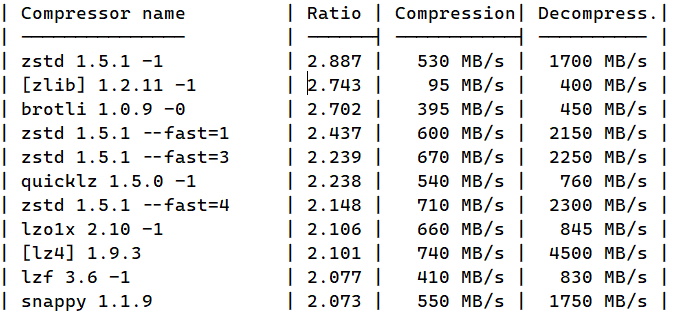 | Compressor name         | Ratio | Compression| Decompress.|
| ---------------         | ------| -----------| ---------- |
| zstd 1.5.1 -1           | 2.887 |   530 MB/s |  1700 MB/s |
| [zlib] 1.2.11 -1        | 2.743 |    95 MB/s |   400 MB/s |
| brotli 1.0.9 -0         | 2.702 |   395 MB/s |   450 MB/s |
| zstd 1.5.1 --fast=1     | 2.437 |   600 MB/s |  2150 MB/s |
| zstd 1.5.1 --fast=3     | 2.239 |   670 MB/s |  2250 MB/s |
| quicklz 1.5.0 -1        | 2.238 |   540 MB/s |   760 MB/s |
| zstd 1.5.1 --fast=4     | 2.148 |   710 MB/s |  2300 MB/s |
| lzo1x 2.10 -1           | 2.106 |   660 MB/s |   845 MB/s |
| [lz4] 1.9.3             | 2.101 |   740 MB/s |  4500 MB/s |
| lzf 3.6 -1              | 2.077 |   410 MB/s |   830 MB/s |
| snappy 1.1.9            | 2.073 |   550 MB/s |  1750 MB/s |